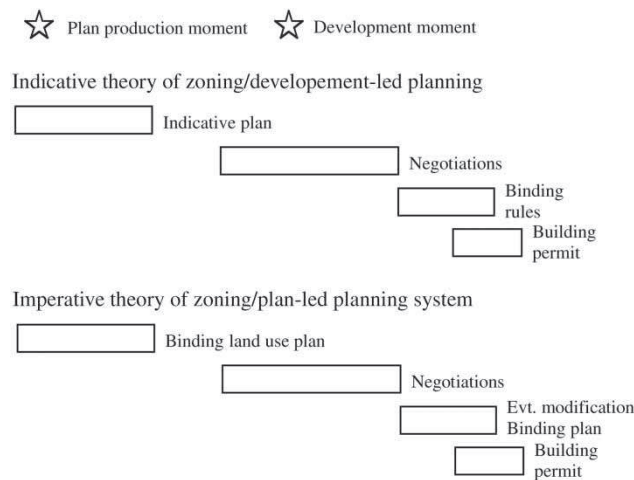 Plan production moment Development moment
Indicative theory of zoning/developement-led planning
Indicative plan
Negotiations
Binding
rules
Building
permit
Imperative theory of zoning/plan-led planning system
Binding land use plan
Negotiations
Evt. modification
Binding plan
Building
permit